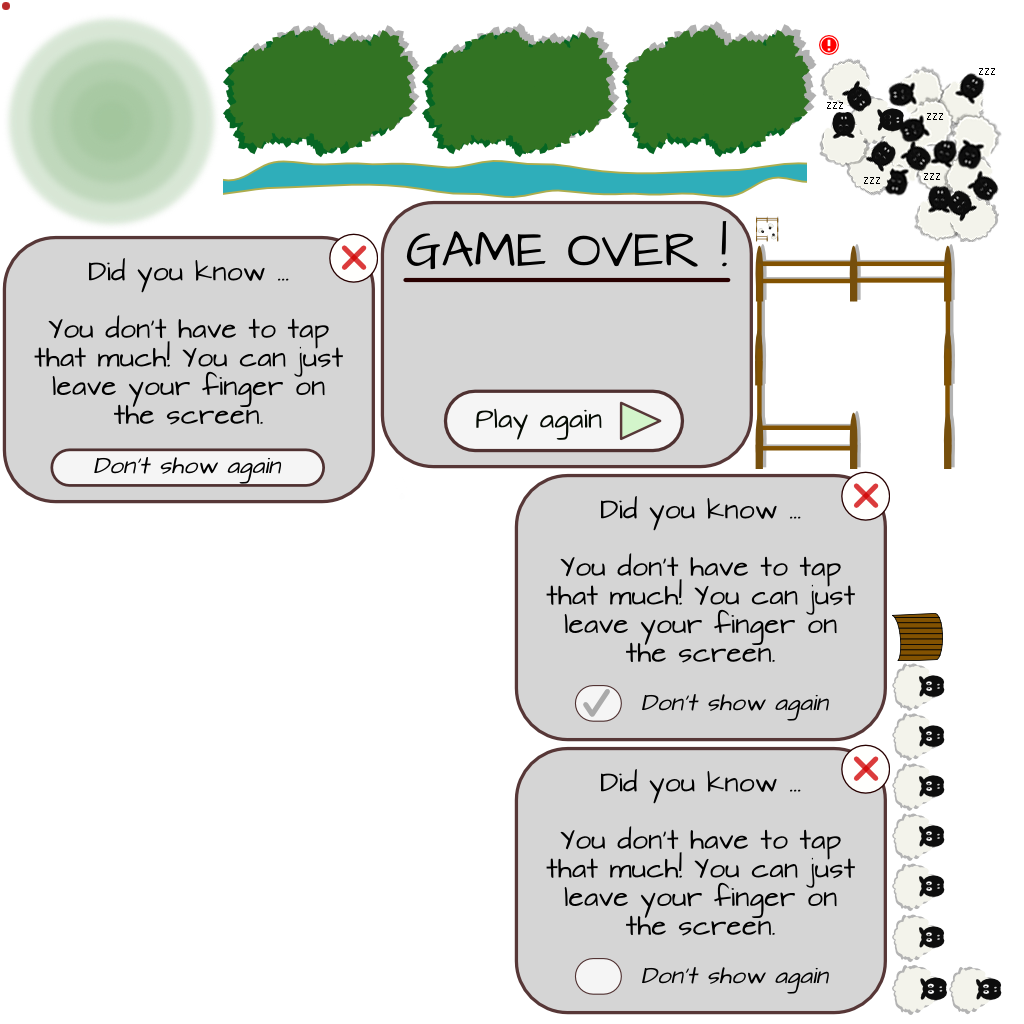 zzz
zzz
zzz
zzz
zzz
GAME OVER !
Play again
Did you know ...
You don't have to tap
that much! You can just
leave your finger on
the screen.
Don't show again
Did you know ...
You don't have to tap
that much! You can just
leave your finger on
the screen.
Don't show again
Did you know ...
You don't have to tap
that much! You can just
leave your finger on
the screen.
Don't show again